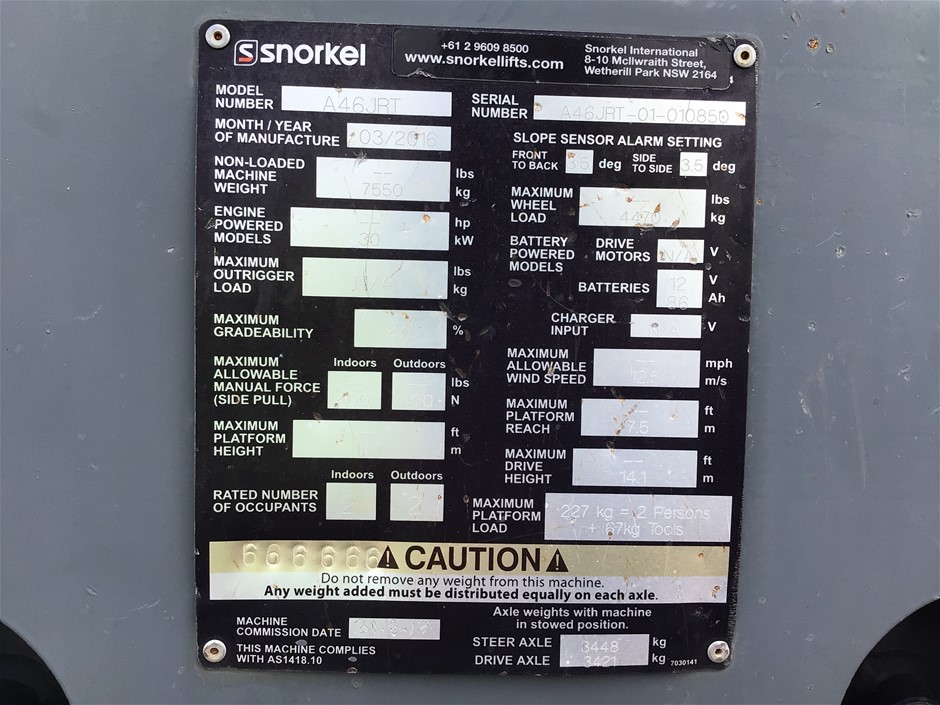 snorkel
+61 2 9609 8500
www.snorkellifts.com
Snorkel International
8-10 McIlwraith Street,
Wetherill Park NSW 2164
MODEL
NUMBER
A46JRT
SERIAL
NUMBER
A46JRT-01-010850
MONTH / YEAR
OF MANUFACTURE
03/2016
SLOPE SENSOR ALARM SETTING
FRONT
TO BACK
3.5
deg
SIDE
TO SIDE
3.5
deg
NON-LOADED
MACHINE
WEIGHT
--
lbs
7550
kg
MAXIMUM
WHEEL
LOAD
--
lbs
4470
kg
ENGINE
POWERED
MODELS
--
hp
30
kW
BATTERY
POWERED
MODELS
DRIVE
MOTORS
N/A
V
BATTERIES
12
V
86
Ah
MAXIMUM
OUTRIGGER
LOAD
lbs
kg
CHARGER
INPUT
V
MAXIMUM
GRADEABILITY
%
MAXIMUM
ALLOWABLE
MANUAL FORCE
(SIDE PULL)
Indoors
Outdoors
lbs
N
MAXIMUM
ALLOWABLE
WIND SPEED
--
mph
12.5
m/s
MAXIMUM
PLATFORM
REACH
--
ft
7.5
m
MAXIMUM
PLATFORM
HEIGHT
ft
m
MAXIMUM
DRIVE
HEIGHT
--
ft
14.1
m
RATED NUMBER
OF OCCUPANTS
Indoors
2
Outdoors
2
MAXIMUM
PLATFORM
LOAD
227 kg = 2 Persons
+ 67kg Tools
CAUTION
Do not remove any weight from this machine.
Any weight added must be distributed equally on each axle.
MACHINE
COMMISSION DATE
THIS MACHINE COMPLIES
WITH AS1418.10
Axle weights with machine
in stowed position.
STEER AXLE
3448
kg
DRIVE AXLE
3421
kg
7030141